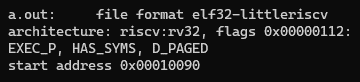 a.out:     file format elf32-littleriscv
architecture: riscv:rv32, flags 0x00000112:
EXEC_P, HAS_SYMS, D_PAGED
start address 0x00010090